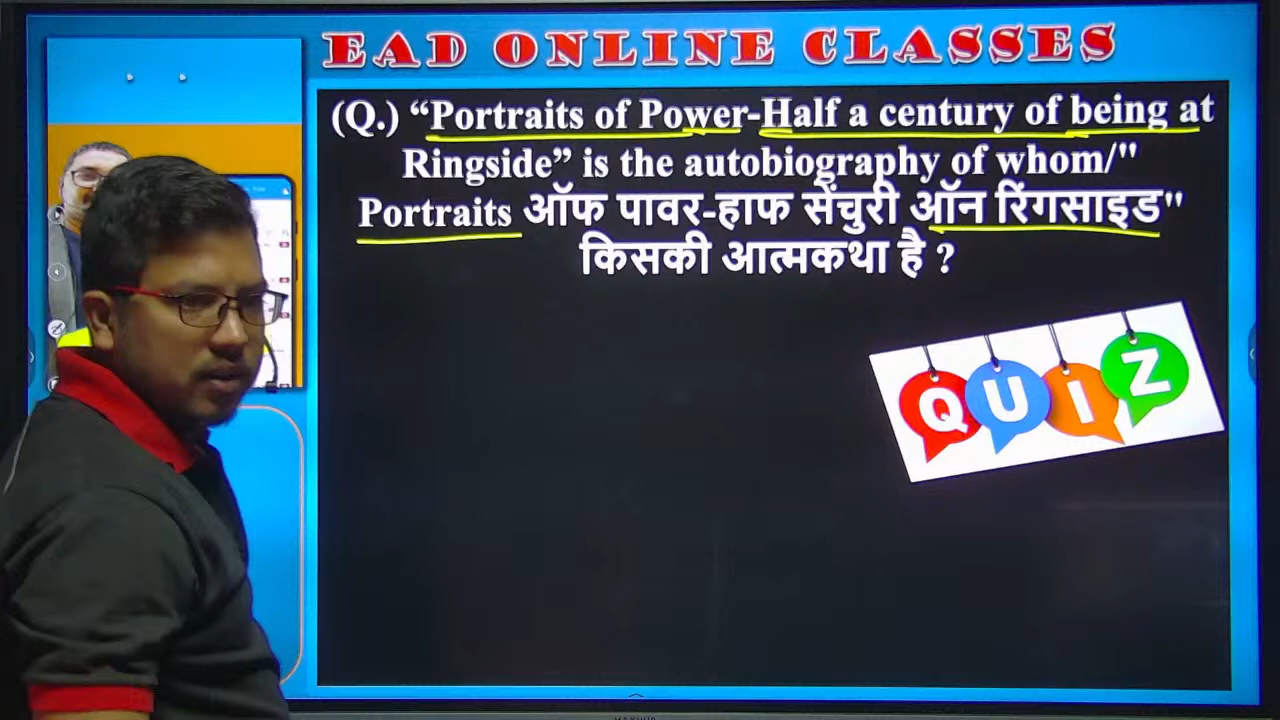 EAD ONLINE CLASSES
(Q.) “Portraits of Power-Half a century of being at
Ringside” is the autobiography of whom/"
Portraits ऑफ पावर-हाफ सेंचुरी ऑन रिंगसाइड"
किसकी आत्मकथा है ?
QUIZ